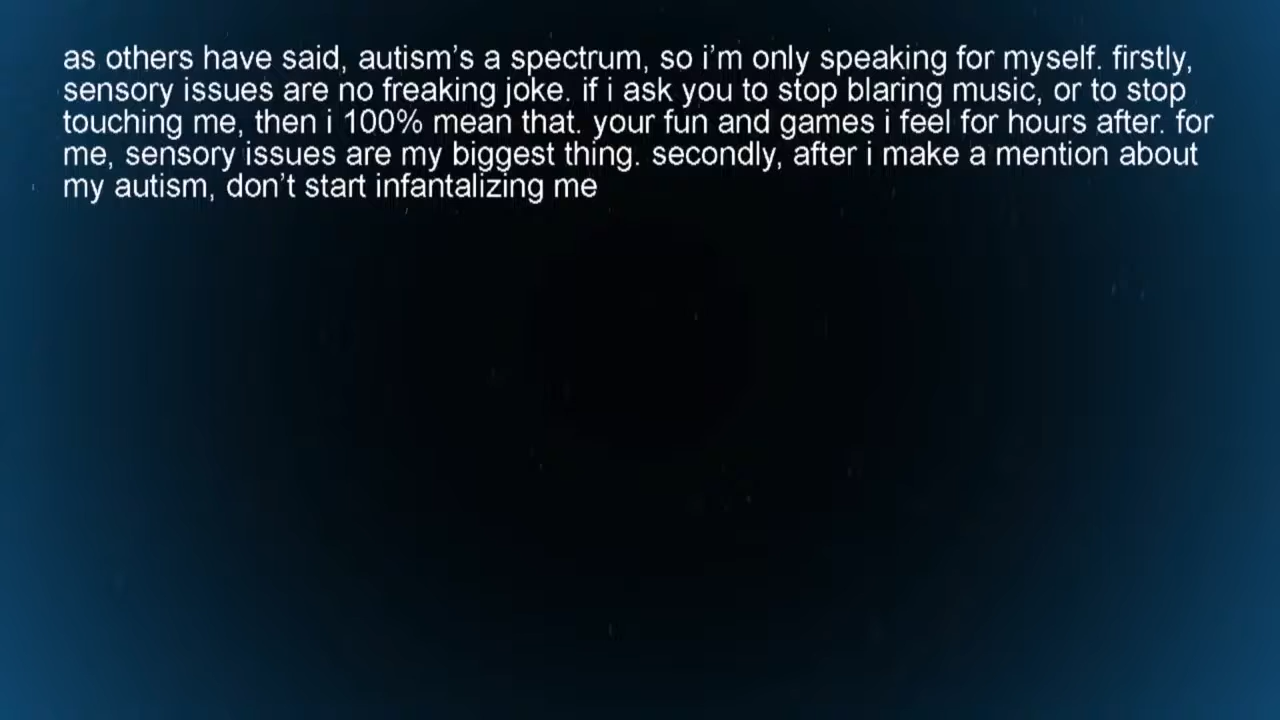 as others have said, autism’s a spectrum, so i’m only speaking for myself. firstly,
sensory issues are no freaking joke. if i ask you to stop blaring music, or to stop
touching me, then i 100% mean that. your fun and games i feel for hours after. for
me, sensory issues are my biggest thing. secondly, after i make a mention about
my autism, don’t start infantalizing me